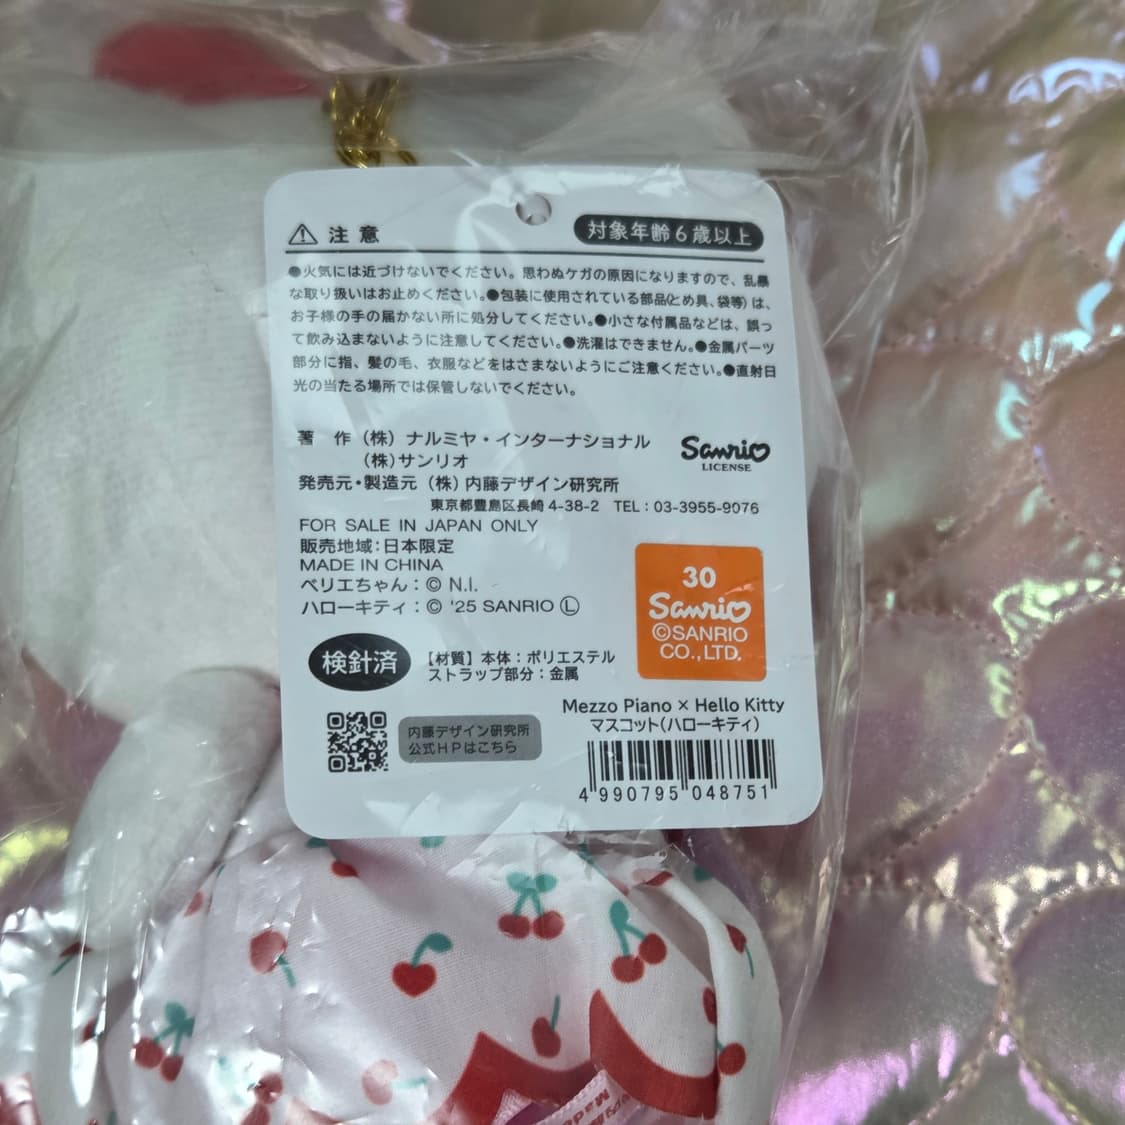 ⚠ 注意
対象年齢6歳以上
●火気には近づけないでください。思わぬケガの原因になりますので、乱暴
な取り扱いはお止めください。●包装に使用されている部品(とめ具、袋等)は、
お子様の手の届かない所に処分してください。●小さな付属品などは、誤っ
て飲み込まないように注意してください。●洗濯はできません。●金属パーツ
部分に指、髪の毛、衣服などをはさまないようにご注意ください。●直射日
光の当たる場所では保管しないでください。
著 作 (株) ナルミヤ・インターナショナル
(株)サンリオ
Sanrio
LICENSE
発売元・製造元 (株) 内藤デザイン研究所
東京都豊島区長崎 4-38-2 TEL:03-3955-9076
FOR SALE IN JAPAN ONLY
販売地域:日本限定
MADE IN CHINA
ベリエちゃん:© N.I.
ハローキティ:© '25 SANRIO Ⓛ
30
Sanrio
©SANRIO
CO.,LTD.
検針済
【材質】本体:ポリエステル
ストラップ部分:金属
Mezzo Piano × Hello Kitty
マスコット(ハローキティ)
内藤デザイン研究所
公式HPはこちら
4 990795 048751